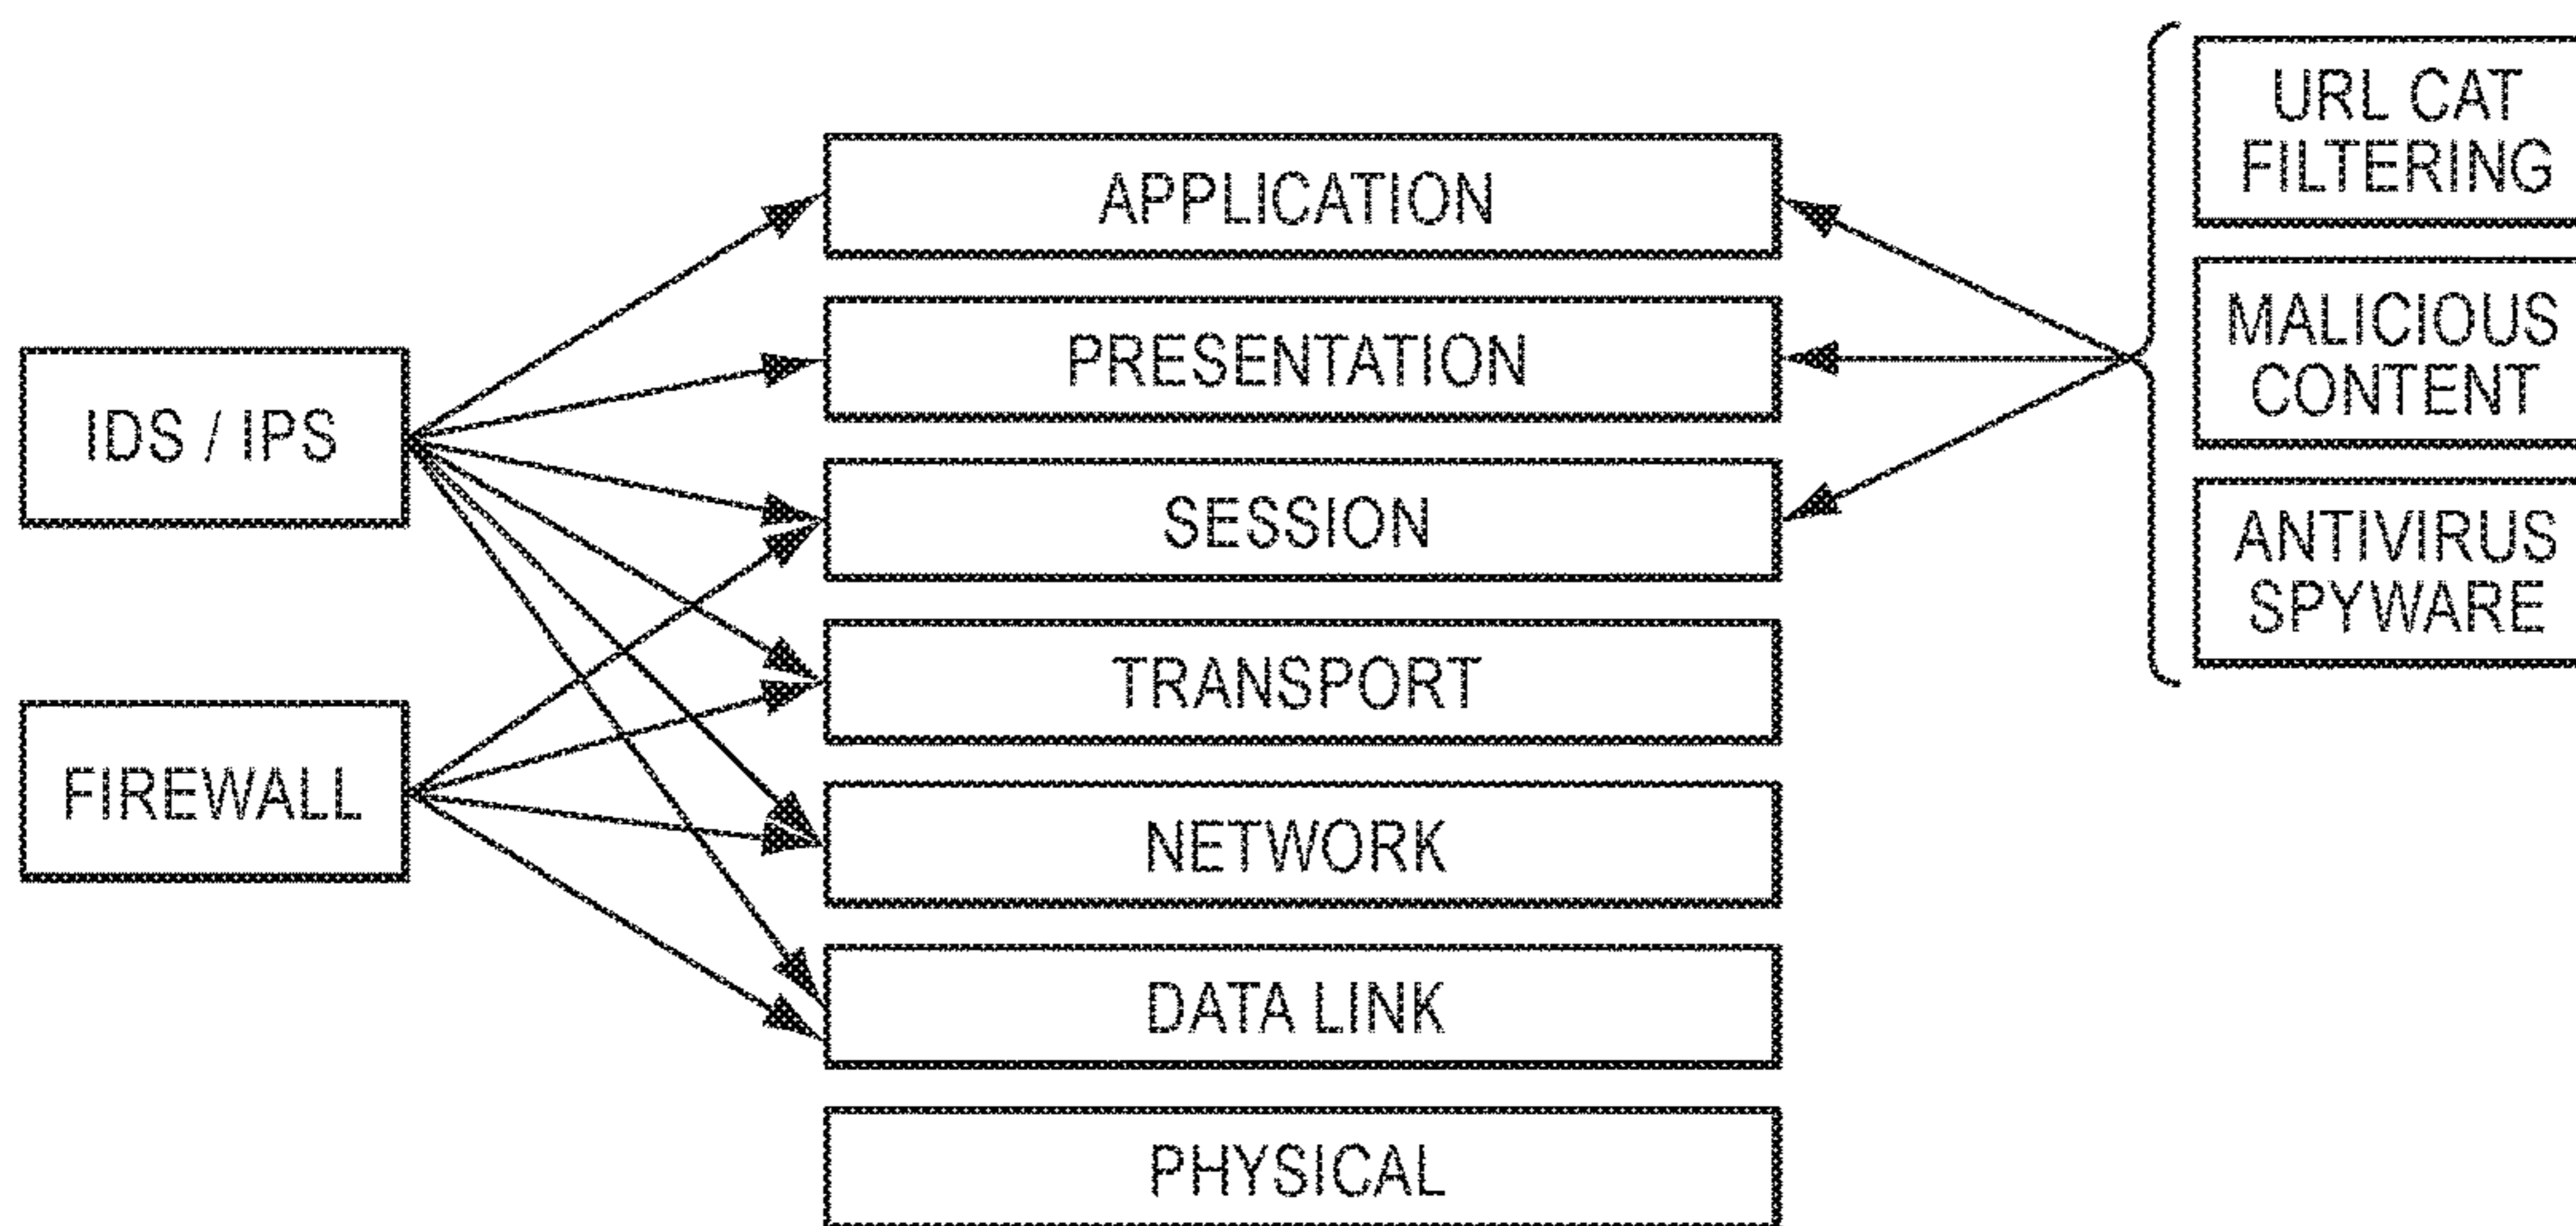 IDS / IPS
FIREWALL
APPLICATION
PRESENTATION
SESSION
TRANSPORT
NETWORK
DATA LINK
PHYSICAL
URL CAT
FILTERING
MALICIOUS
CONTENT
ANTIVIRUS
SPYWARE